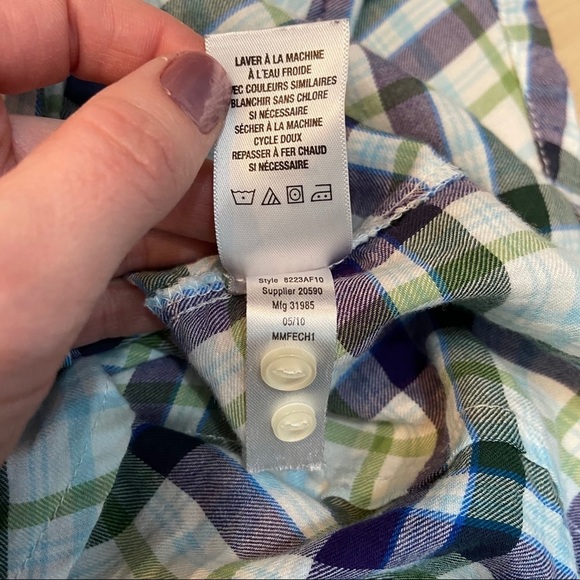 LAVER À LA MACHINE
À L'EAU FROIDE
AVEC COULEURS SIMILAIRES
BLANCHIR SANS CHLORE
SI NÉCESSAIRE
SÉCHER À LA MACHINE
CYCLE DOUX
REPASSER À FER CHAUD
SI NÉCESSAIRE
Style 8223AF10
Supplier 20590
Mfg 31985
05/10
MMFECH1